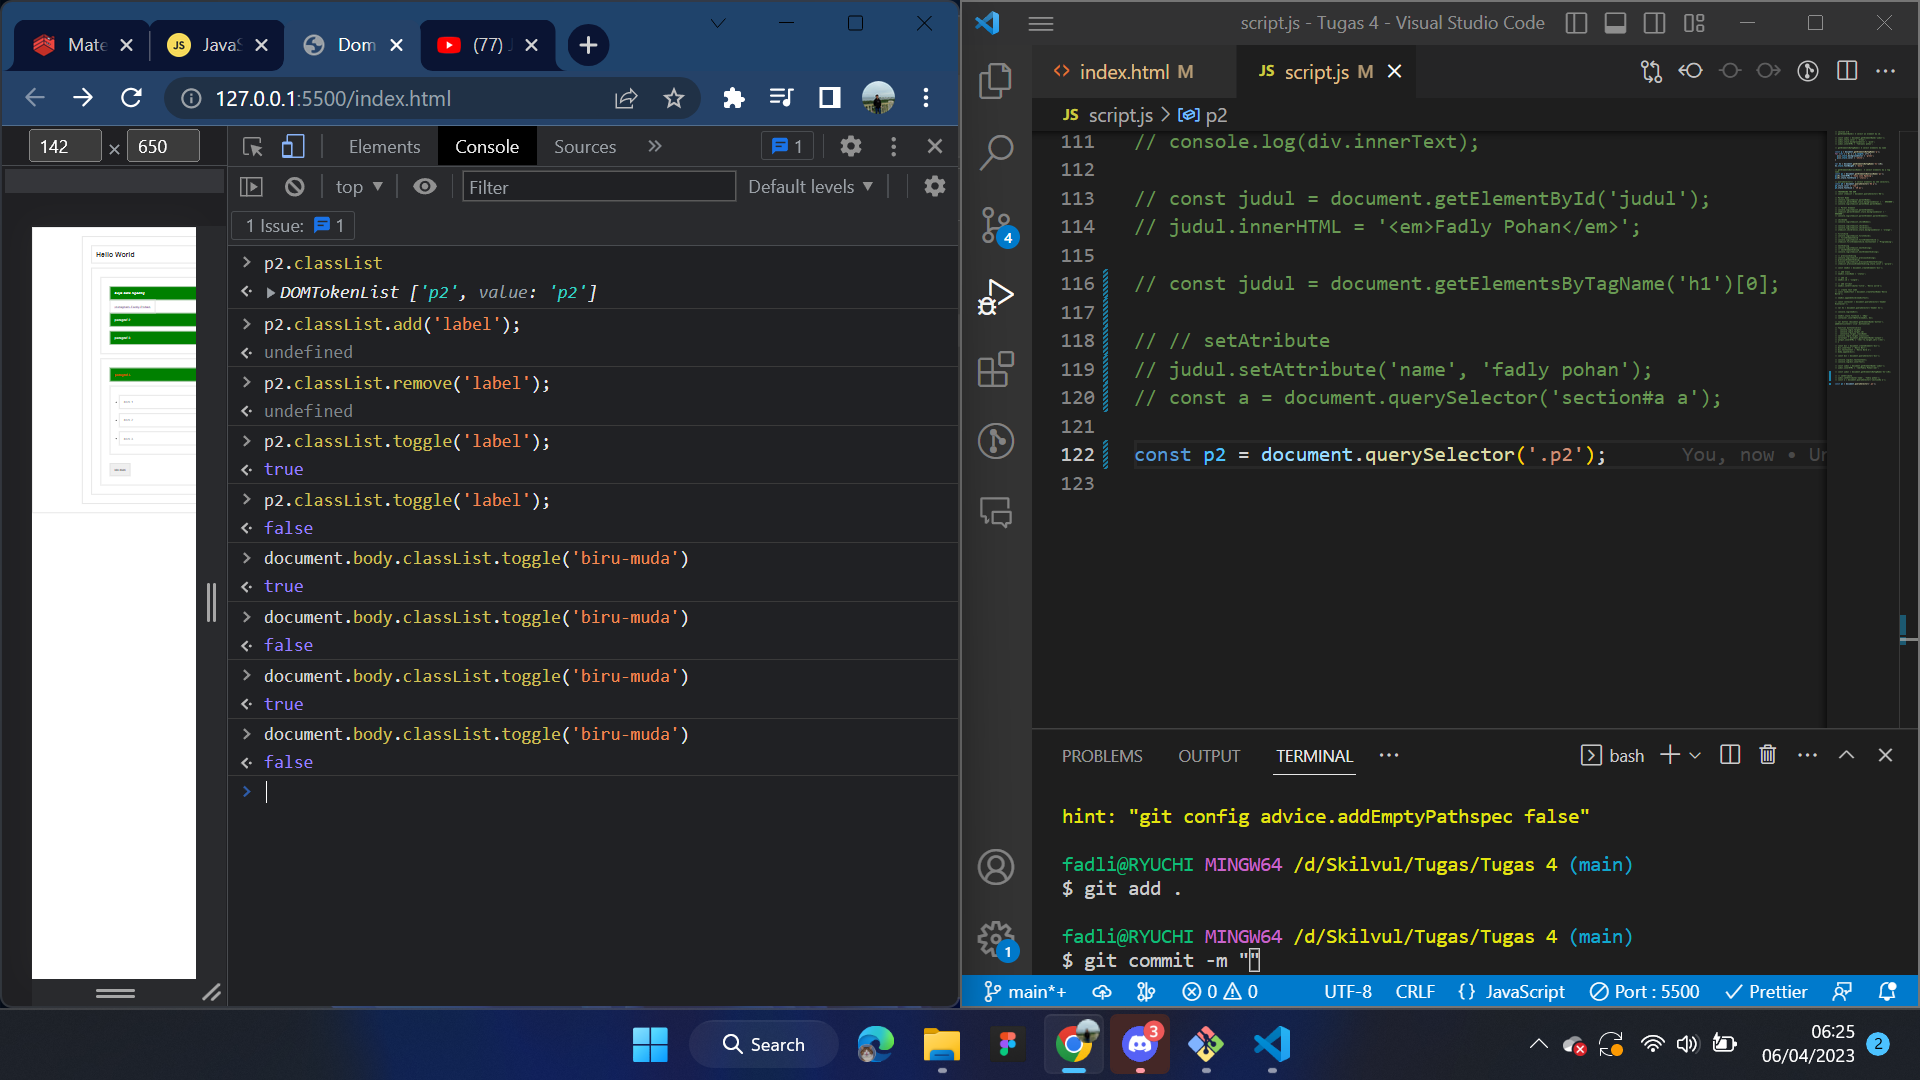 Mate
JavaS
Dom
(77) J
127.0.0.1:5500/index.html
142 × 650
Elements
Console
Sources
1
top
Filter
Default levels
1 Issue: 1
Hello World
p2.classList
DOMTokenList ['p2', value: 'p2']
p2.classList.add('label');
undefined
p2.classList.remove('label');
undefined
p2.classList.toggle('label');
true
p2.classList.toggle('label');
false
document.body.classList.toggle('biru-muda')
true
document.body.classList.toggle('biru-muda')
false
document.body.classList.toggle('biru-muda')
true
document.body.classList.toggle('biru-muda')
false
script.js - Tugas 4 - Visual Studio Code
index.html M
JS script.js M
JS script.js > p2
111 // console.log(div.innerText);
112
113 // const judul = document.getElementById('judul');
114 // judul.innerHTML = '<em>Fadly Pohan</em>';
115
116 // const judul = document.getElementsByTagName('h1')[0];
117
118 // // setAtribute
119 // judul.setAttribute('name', 'fadly pohan');
120 // const a = document.querySelector('section#a a');
121
122 const p2 = document.querySelector('.p2'); You, now • Un
123
4
1
PROBLEMS
OUTPUT
TERMINAL
bash
hint: "git config advice.addEmptyPathspec false"
fadli@RYUCHI MINGW64 /d/Skilvul/Tugas/Tugas 4 (main)
$ git add .
fadli@RYUCHI MINGW64 /d/Skilvul/Tugas/Tugas 4 (main)
$ git commit -m ""
main*+
0
0
UTF-8
CRLF
{} JavaScript
Port : 5500
Prettier
Search
3
06:25
06/04/2023
2